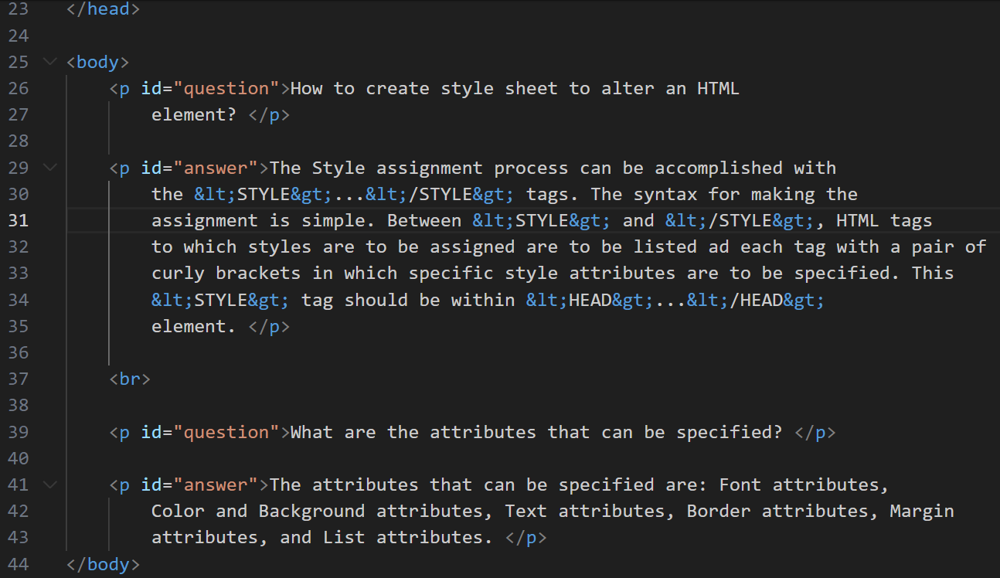 23 </head>
24
25 <body>
26 <p id="question">How to create style sheet to alter an HTML
27 element? </p>
28
29 <p id="answer">The Style assignment process can be accomplished with
30 the &lt;STYLE&gt;...&lt;/STYLE&gt; tags. The syntax for making the
31 assignment is simple. Between &lt;STYLE&gt; and &lt;/STYLE&gt;, HTML tags
32 to which styles are to be assigned are to be listed ad each tag with a pair of
33 curly brackets in which specific style attributes are to be specified. This
34 &lt;STYLE&gt; tag should be within &lt;HEAD&gt;...&lt;/HEAD&gt;
35 element. </p>
36
37 <br>
38
39 <p id="question">What are the attributes that can be specified? </p>
40
41 <p id="answer">The attributes that can be specified are: Font attributes,
42 Color and Background attributes, Text attributes, Border attributes, Margin
43 attributes, and List attributes. </p>
44 </body>